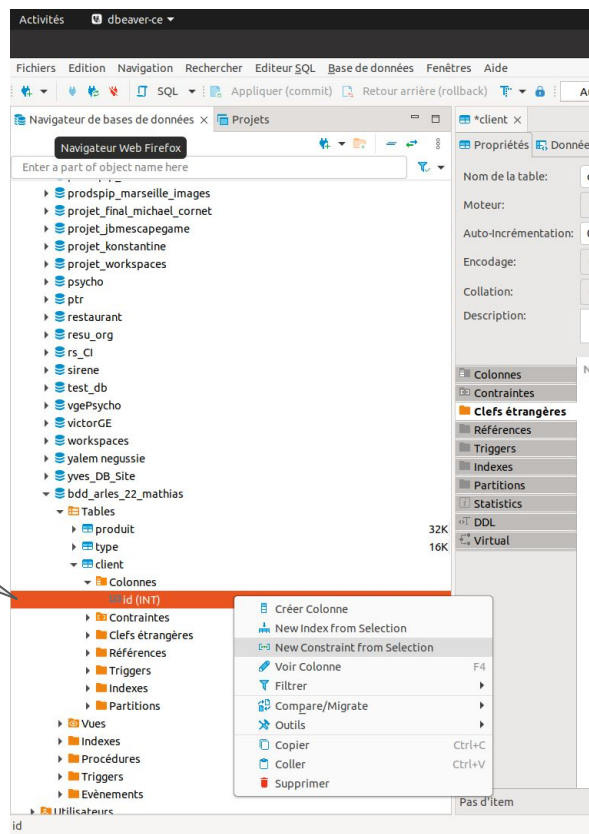 Activités dbeaver-ce
Fichiers Edition Navigation Rechercher Editeur SQL Base de données Fenêtres Aide
SQL Appliquer (commit) Retour arrière (rollback)
Navigateur de bases de données Projets
*client
Navigateur Web Firefox
Propriétés
Enter a part of object name here
Nom de la table:
Moteur:
Auto-Incrémentation:
Encodage:
Collation:
Description:
prodspip_marseille_images
projet_final_michael_cornet
projet_jbmescapegame
projet_konstantine
projet_workspaces
psycho
ptr
restaurant
resu_org
rs_CI
sirene
test_db
vgePsycho
victorGE
workspaces
yalem negussie
yves_DB_Site
bdd_arles_22_mathias
Tables
produit 32K
type 16K
client
Colonnes
id (INT)
Contraintes
Clefs étrangères
Références
Triggers
Indexes
Partitions
Vues
Indexes
Procédures
Triggers
Evènements
Utilisateurs
Colonnes
Contraintes
Clefs étrangères
Références
Triggers
Indexes
Partitions
Statistics
DDL
Virtual
Créer Colonne
New Index from Selection
New Constraint from Selection
Voir Colonne F4
Filtrer
Compare/Migrate
Outils
Copier Ctrl+C
Coller Ctrl+V
Supprimer
Pas d'item
id